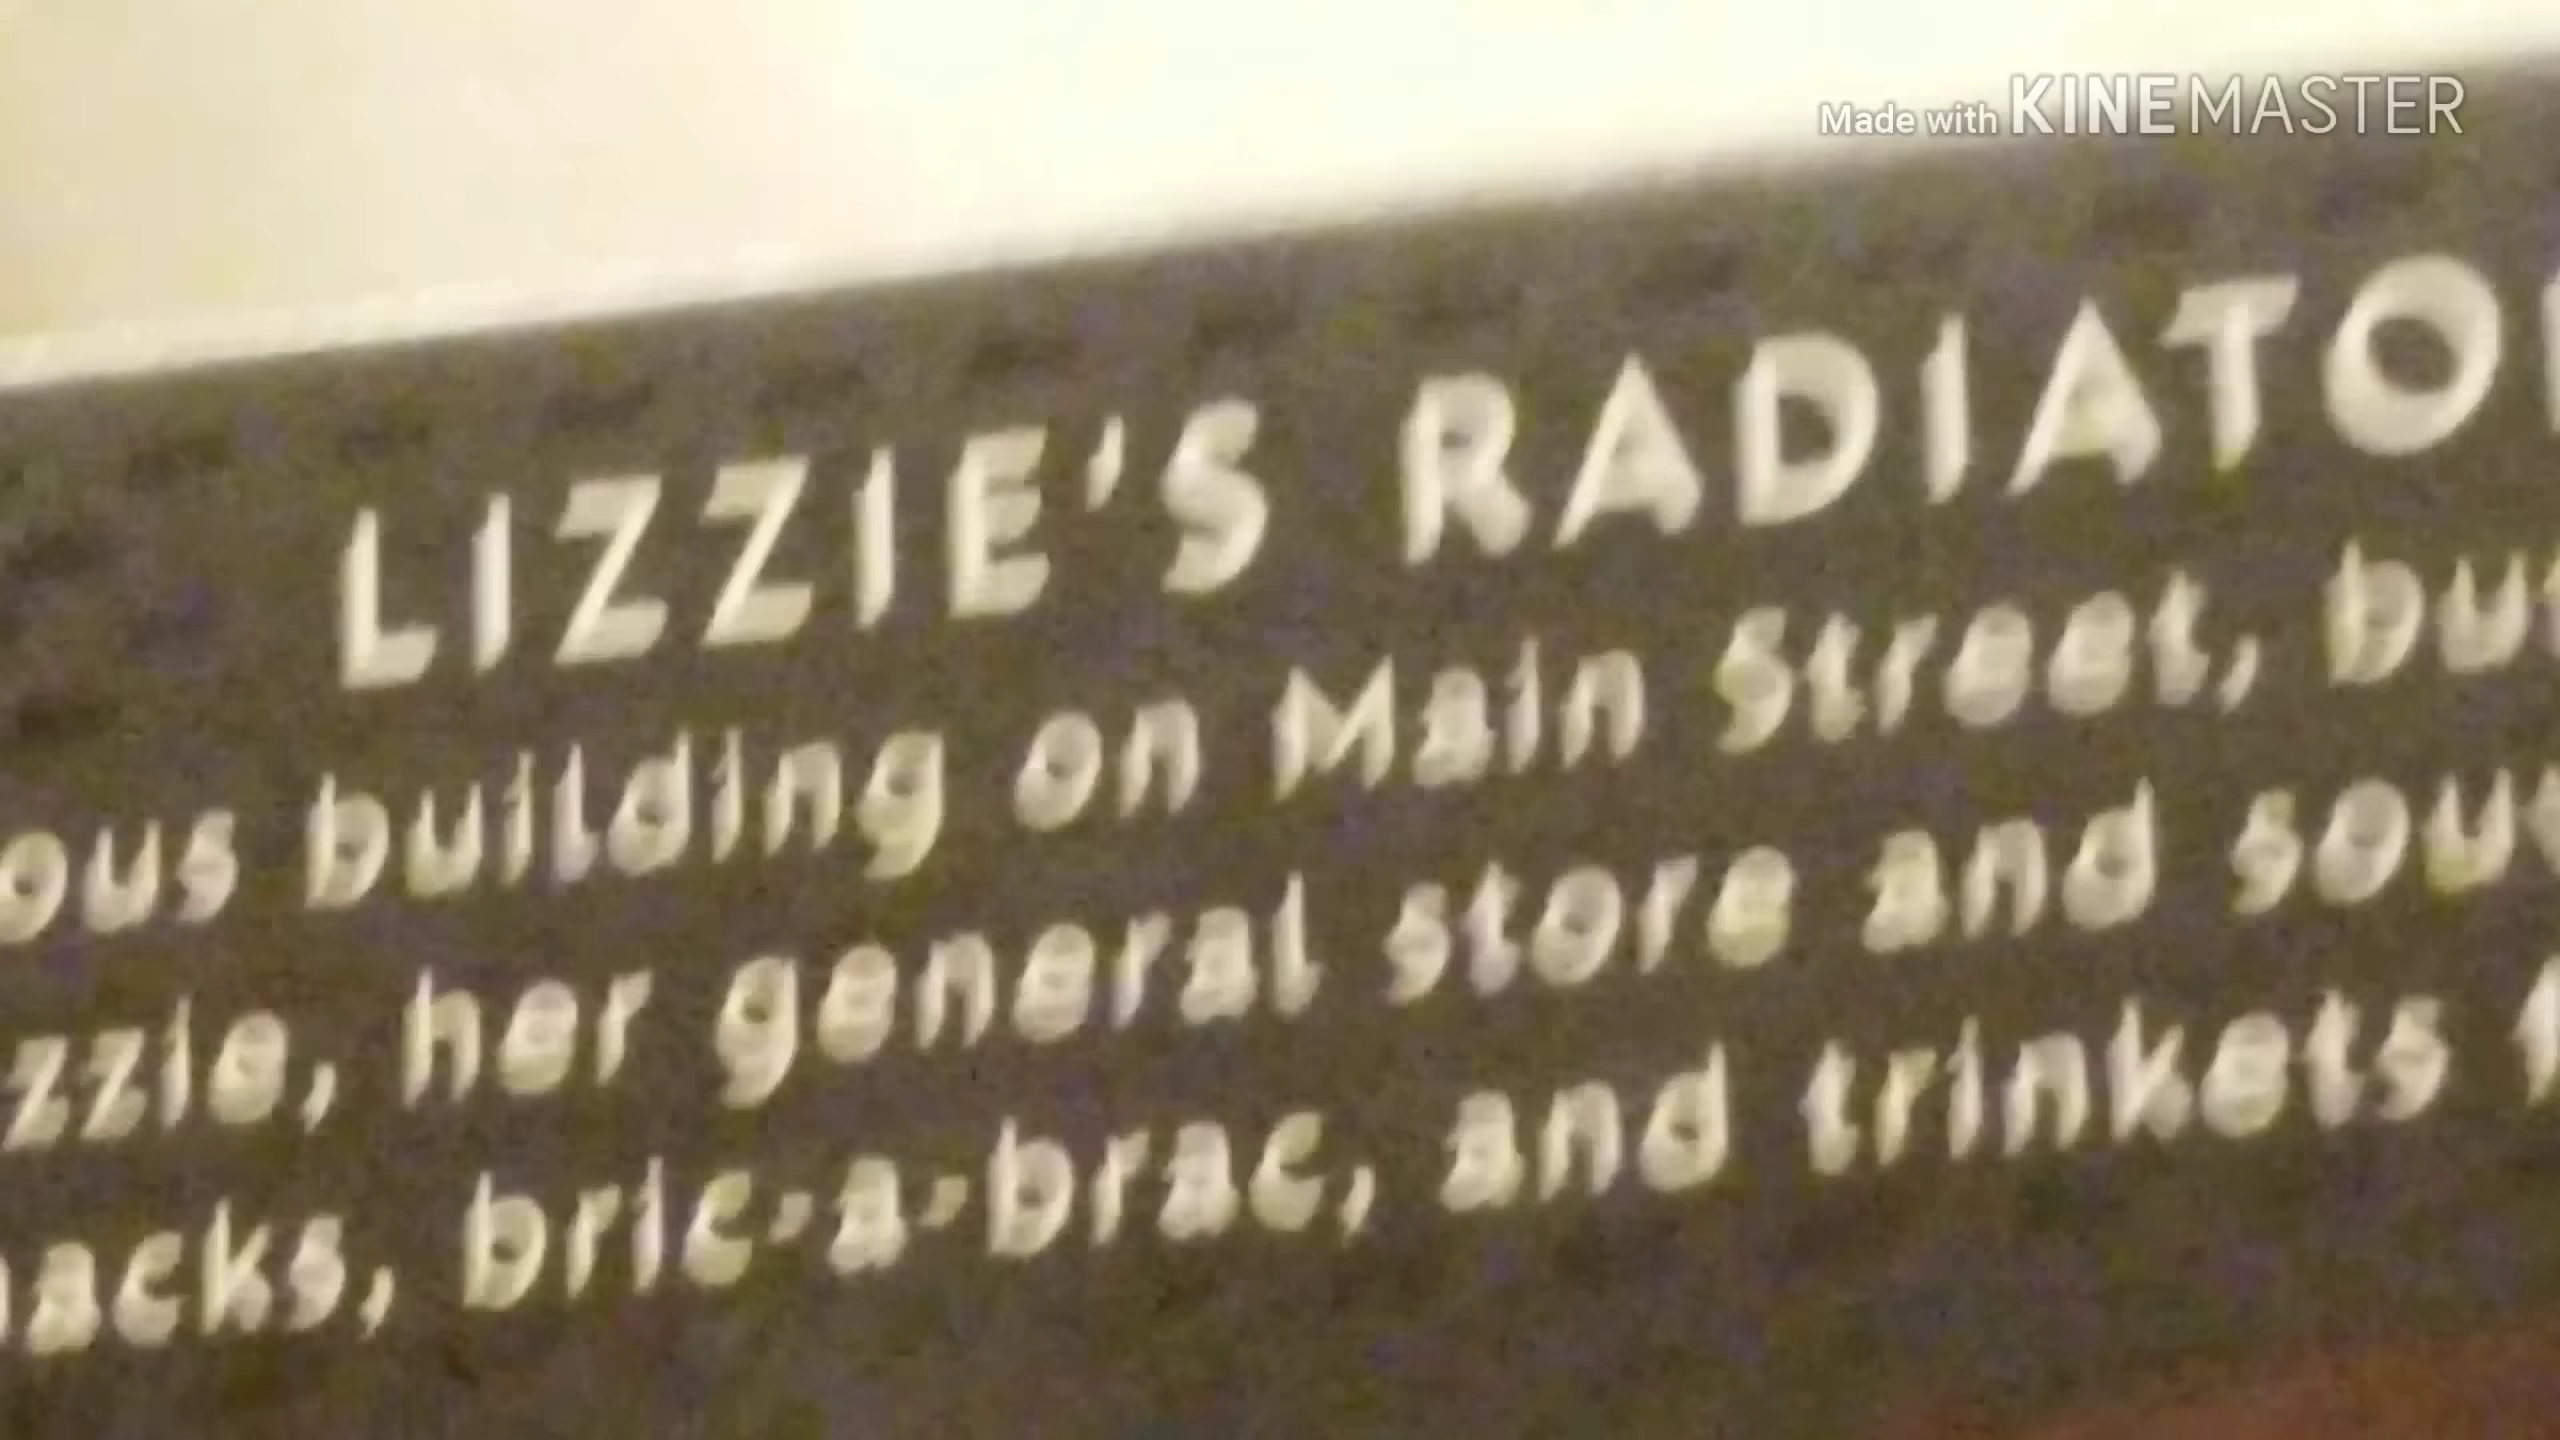 Made with KINEMASTER
LIZZIE'S RADIATO
ous building on Main Street, but
zzie, her general store and sou
acks, bric-a-brac, and trinkets